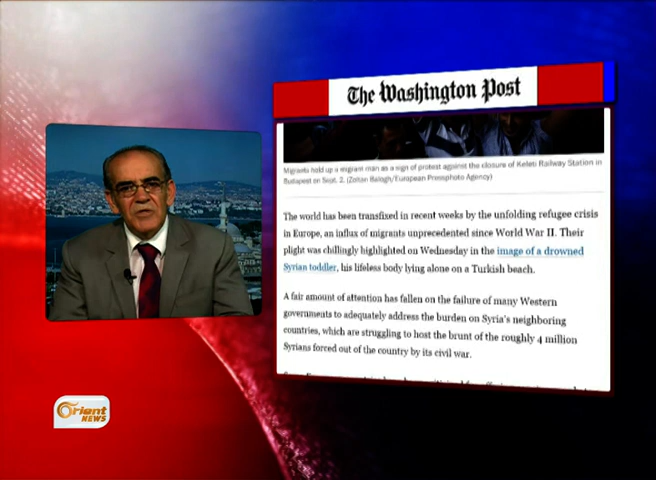 The Washington Post
Migrants hold up a migrant man as a sign of protest against the closure of Keleti Railway Station in
Budapest on Sept. 2. (Zoltan Balogh/European Pressphoto Agency)
The world has been transfixed in recent weeks by the unfolding refugee crisis
in Europe, an influx of migrants unprecedented since World War II. Their
plight was chillingly highlighted on Wednesday in the image of a drowned
Syrian toddler, his lifeless body lying alone on a Turkish beach.
A fair amount of attention has fallen on the failure of many Western
governments to adequately address the burden on Syria's neighboring
countries, which are struggling to host the brunt of the roughly 4 million
Syrians forced out of the country by its civil war.
Orient
NEWS